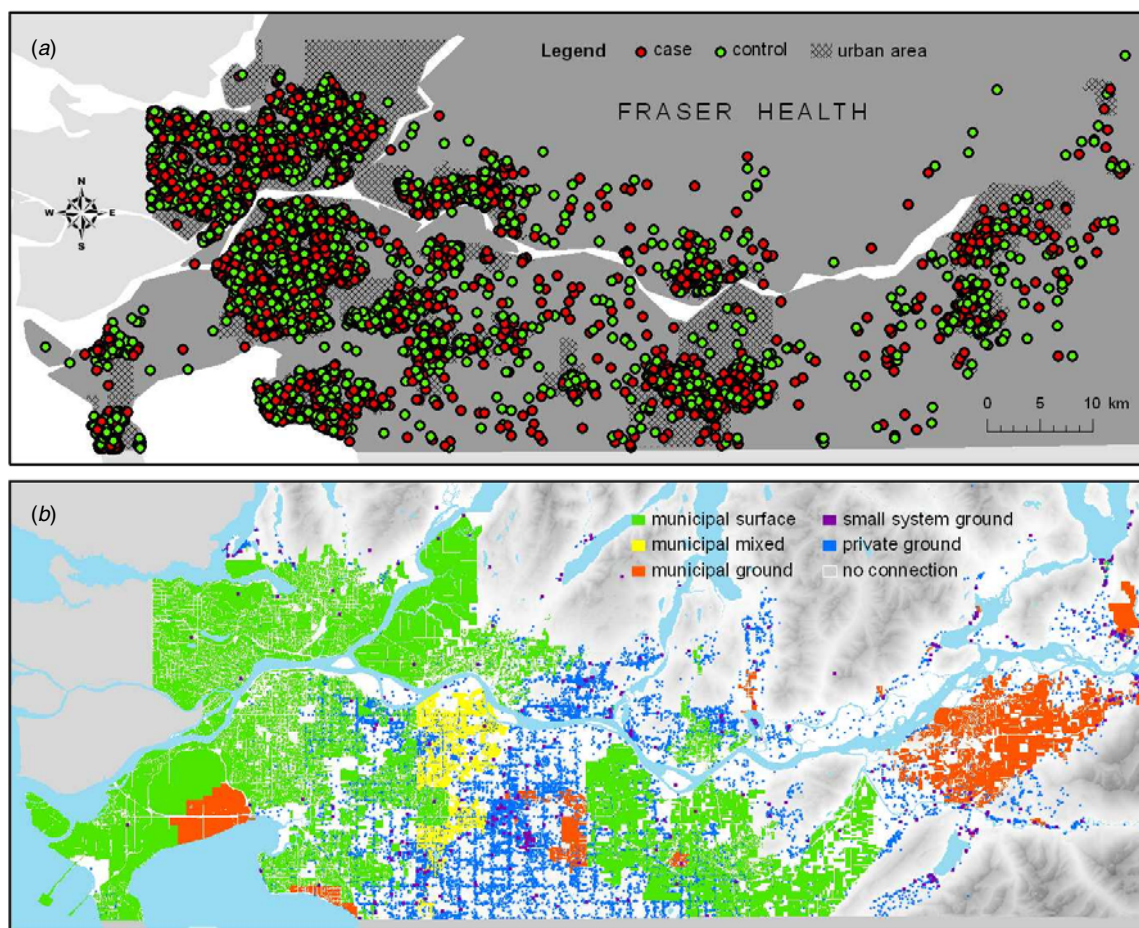 (a)
Legend case control urban area
FRASER HEALTH
N
W E
S
0 5 10 km
(b)
municipal surface small system ground
municipal mixed private ground
municipal ground no connection